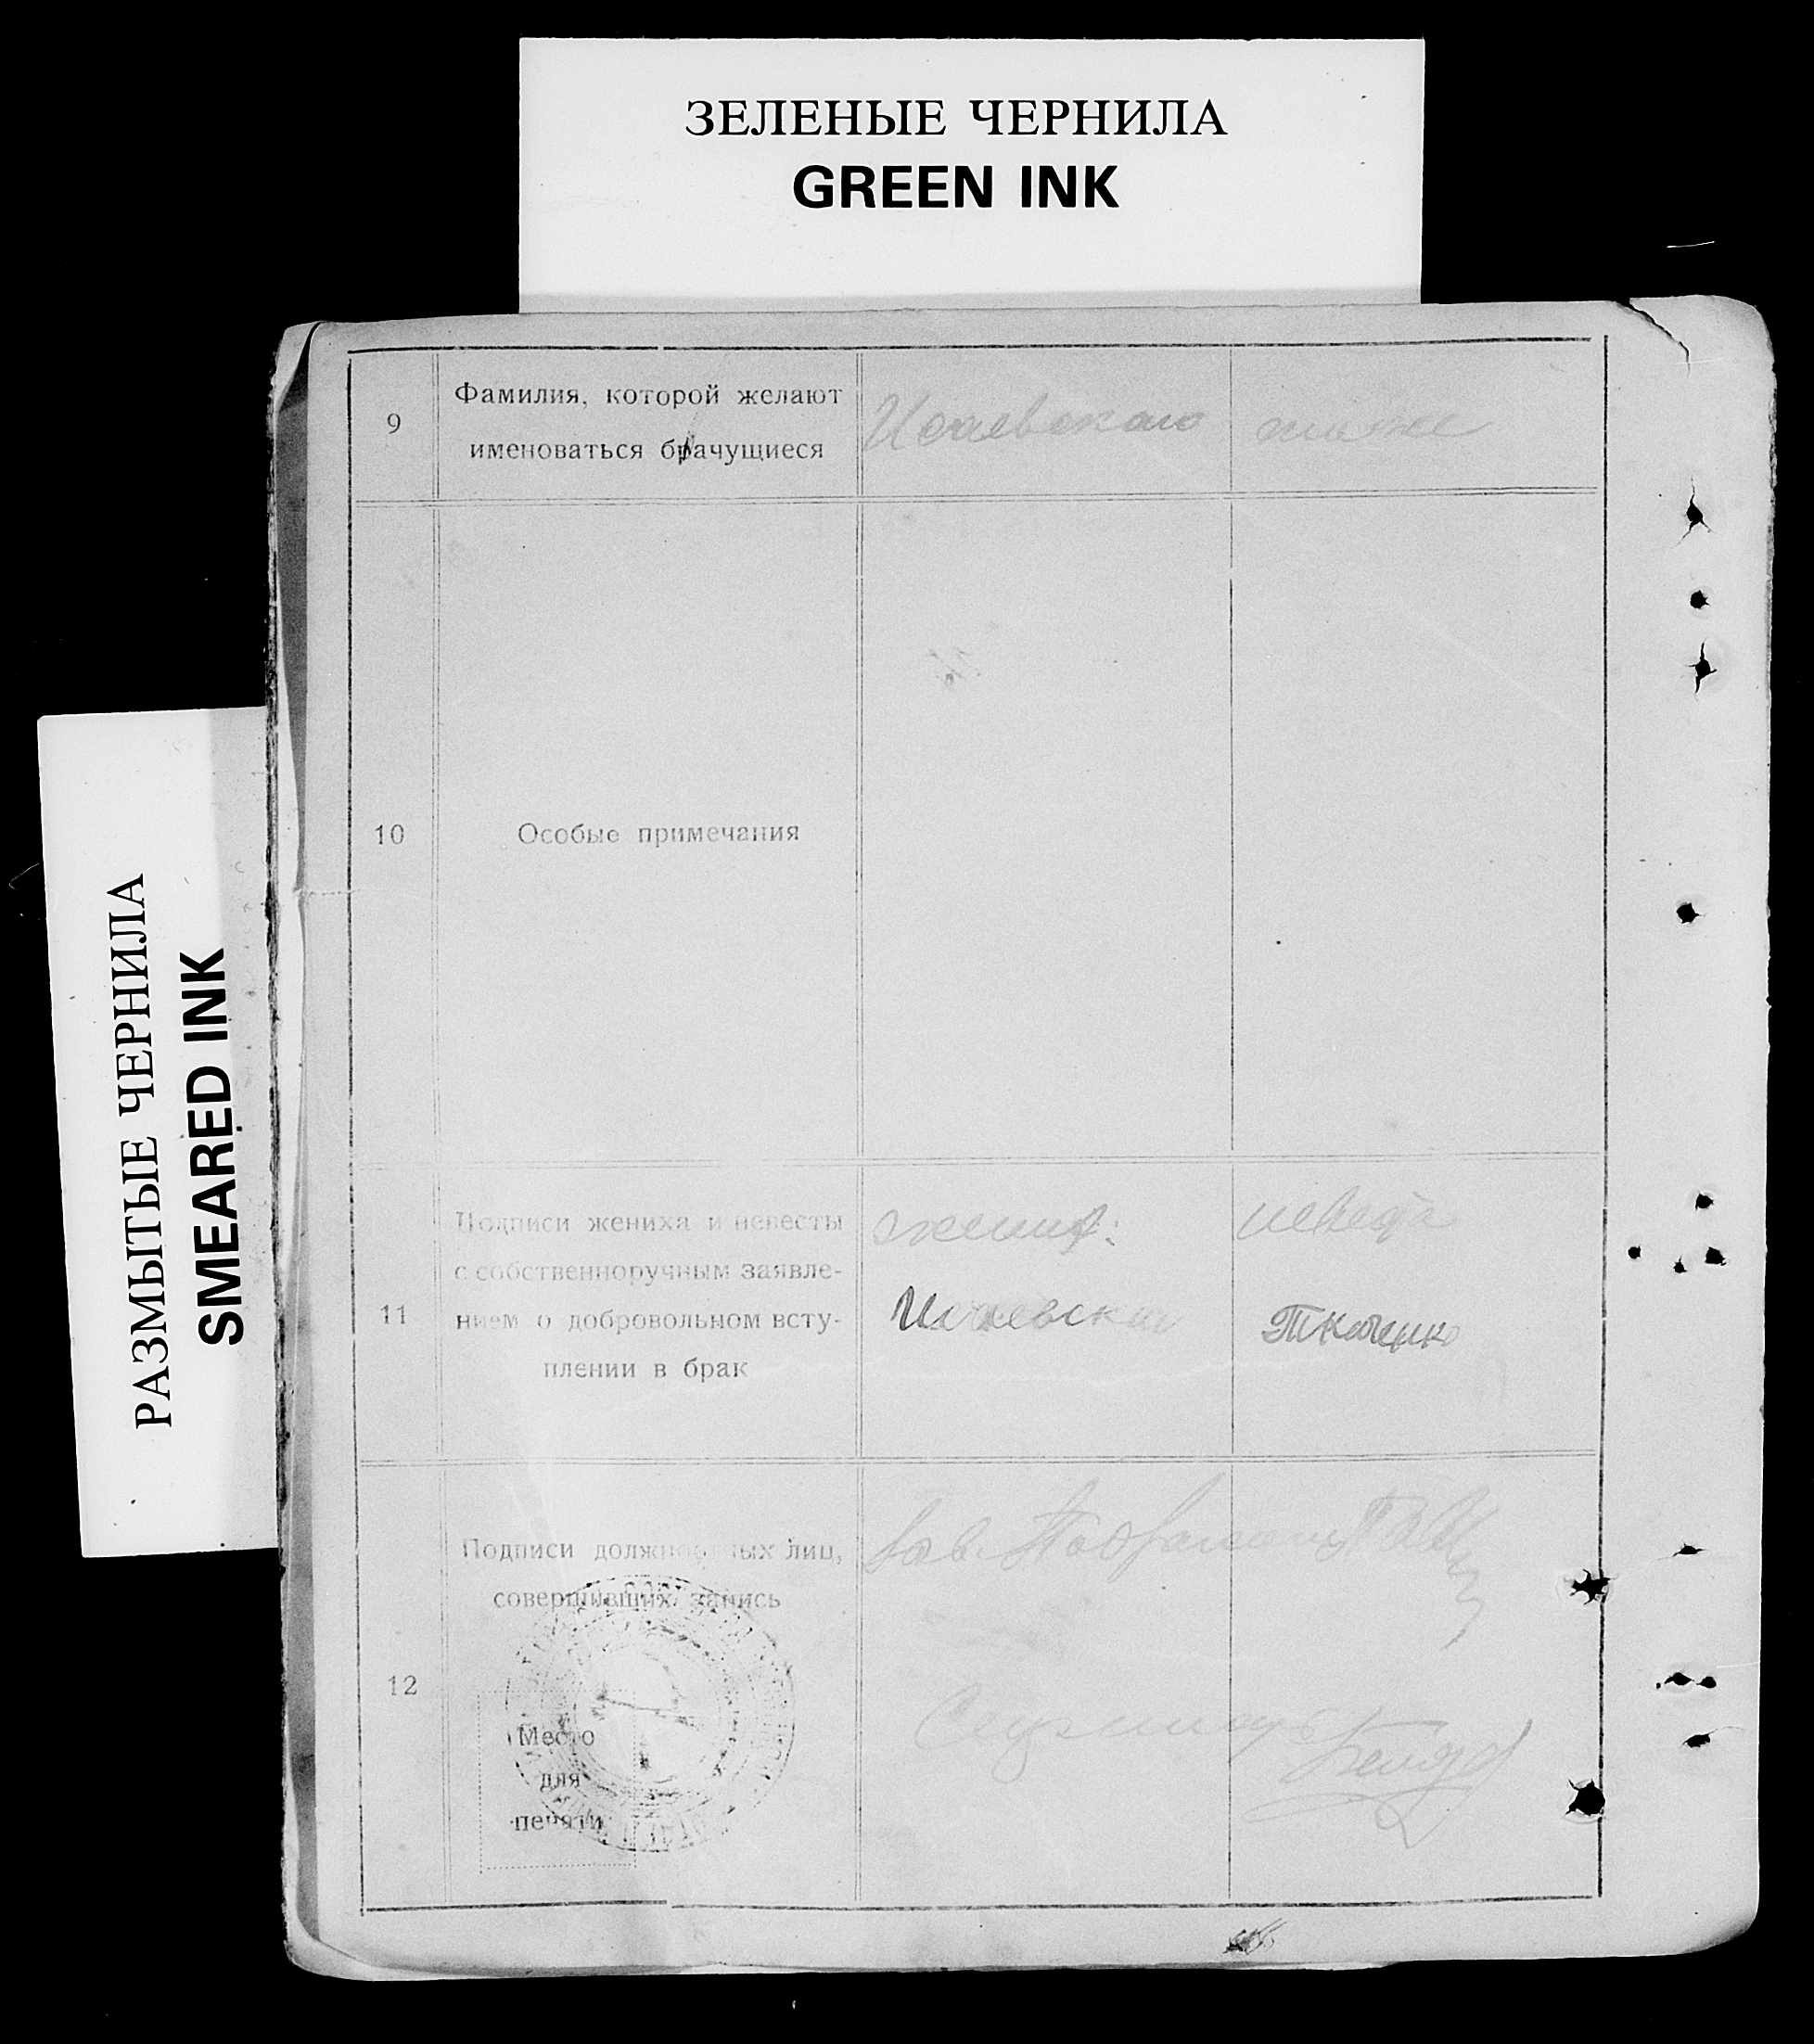 ЗЕЛЕНЫЕ ЧЕРНИЛА
GREEN INK
РАЗМЫТЫЕ ЧЕРНИЛА
SMEARED INK
9
Фамилия, которой желают
именоваться брачущиеся
тоже
10
Особые примечания
11
Подписи жениха и невесты
с собственноручным заявле-
нием о добровольном всту-
плении в брак
жених:
невеста
Ткаченко
12
Подписи должностных лиц,
совершивших запись
Место
для
печати